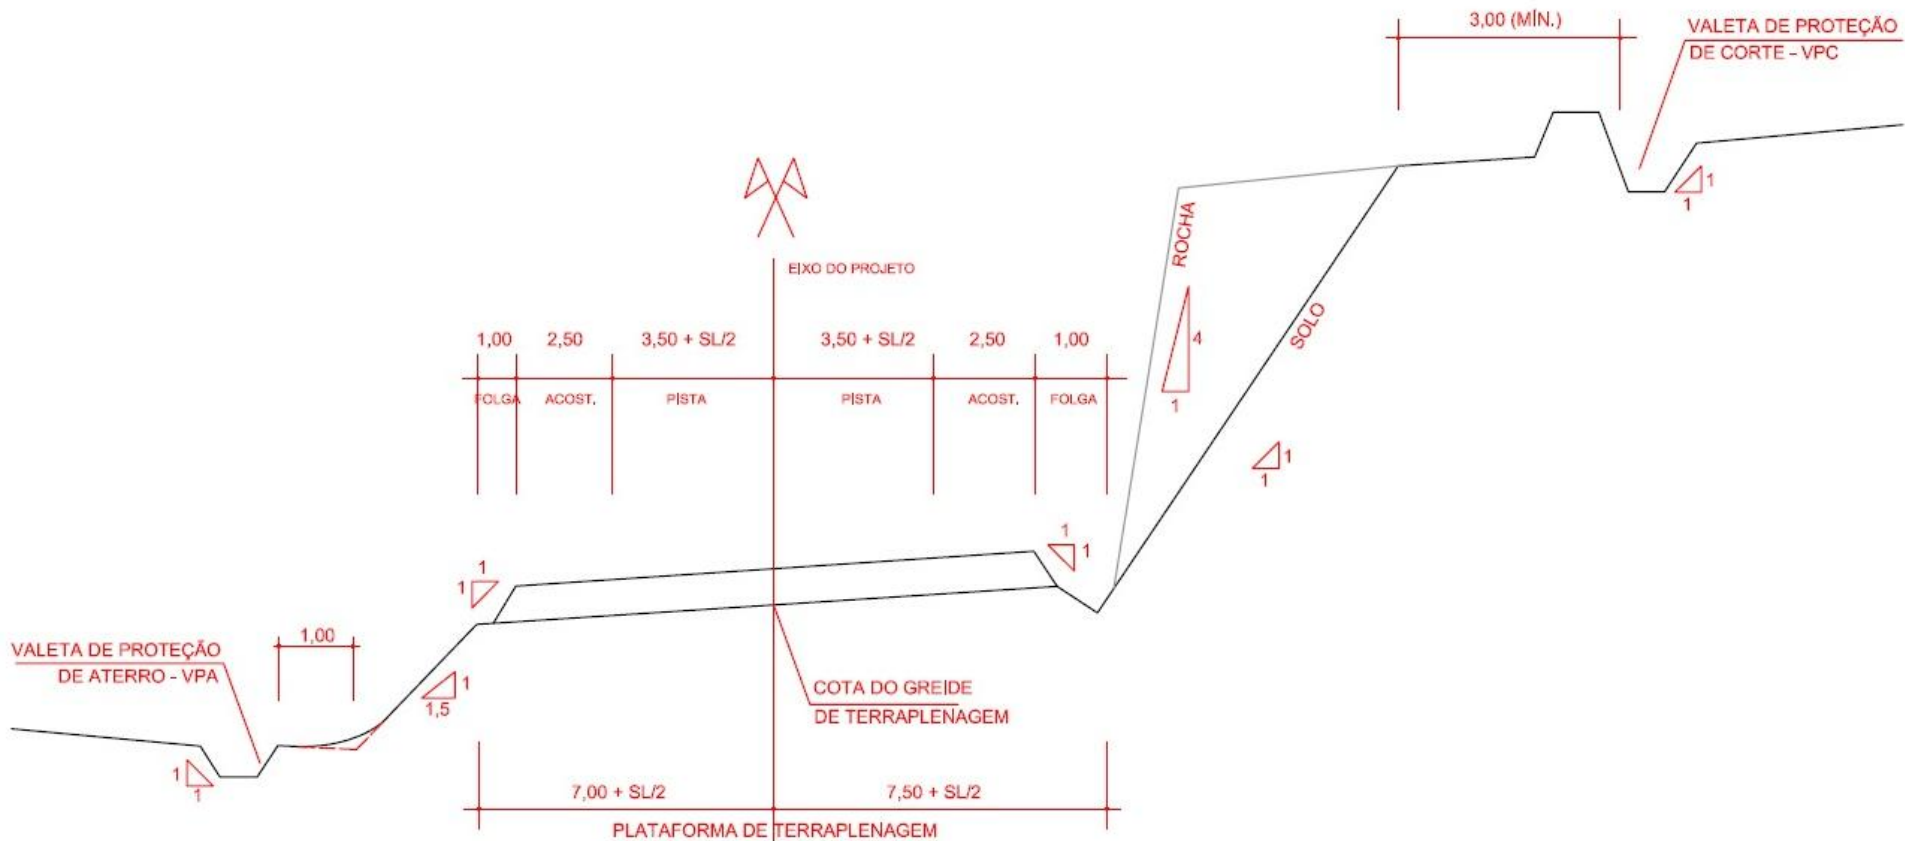 3,00 (MÍN.)
VALETA DE PROTEÇÃO
DE CORTE - VPC
1
1
EIXO DO PROJETO
ROCHA
4
1
SOLO
1
1
1,00
2,50
3,50 + SL/2
3,50 + SL/2
2,50
1,00
FOLGA
ACOST.
PISTA
PISTA
ACOST.
FOLGA
1
1
1
1
1,00
VALETA DE PROTEÇÃO
DE ATERRO - VPA
1
1,5
1
1
COTA DO GREIDE
DE TERRAPLENAGEM
7,00 + SL/2
7,50 + SL/2
PLATAFORMA DE TERRAPLENAGEM